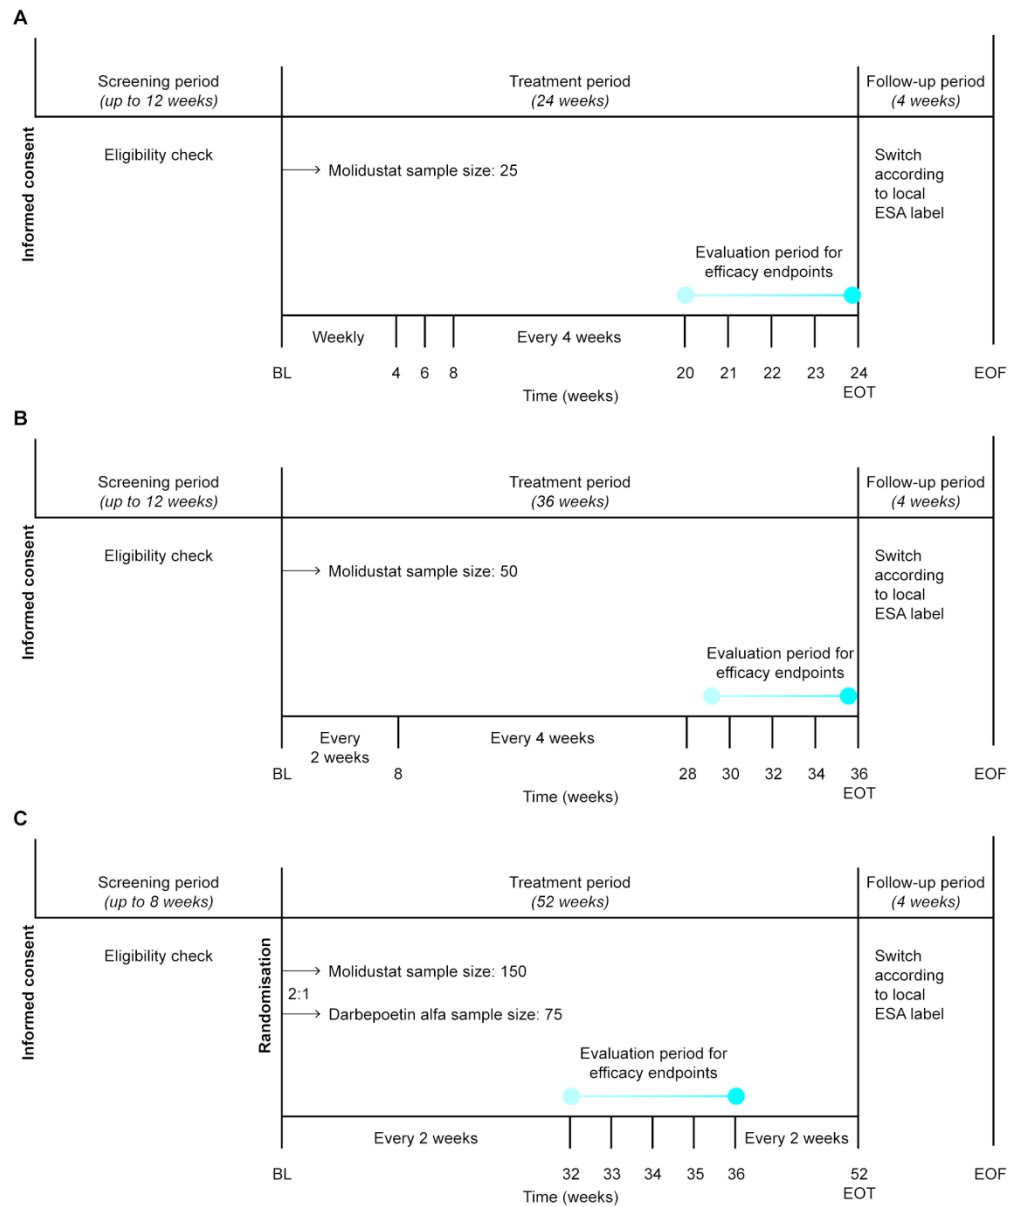 A
Screening period
(up to 12 weeks)
Treatment period
(24 weeks)
Follow-up period
(4 weeks)
Informed consent
Eligibility check
Molidustat sample size: 25
Switch
according
to local
ESA label
Evaluation period for
efficacy endpoints
Weekly
Every 4 weeks
BL 4 6 8 20 21 22 23 24 EOF
EOT
Time (weeks)
B
Screening period
(up to 12 weeks)
Treatment period
(36 weeks)
Follow-up period
(4 weeks)
Informed consent
Eligibility check
Molidustat sample size: 50
Switch
according
to local
ESA label
Evaluation period for
efficacy endpoints
Every
2 weeks
Every 4 weeks
BL 8 28 30 32 34 36 EOF
EOT
Time (weeks)
C
Screening period
(up to 8 weeks)
Treatment period
(52 weeks)
Follow-up period
(4 weeks)
Informed consent
Eligibility check
Randomisation
Molidustat sample size: 150
2:1
Darbepoetin alfa sample size: 75
Switch
according
to local
ESA label
Evaluation period for
efficacy endpoints
Every 2 weeks
Every 2 weeks
BL 32 33 34 35 36 52 EOF
EOT
Time (weeks)